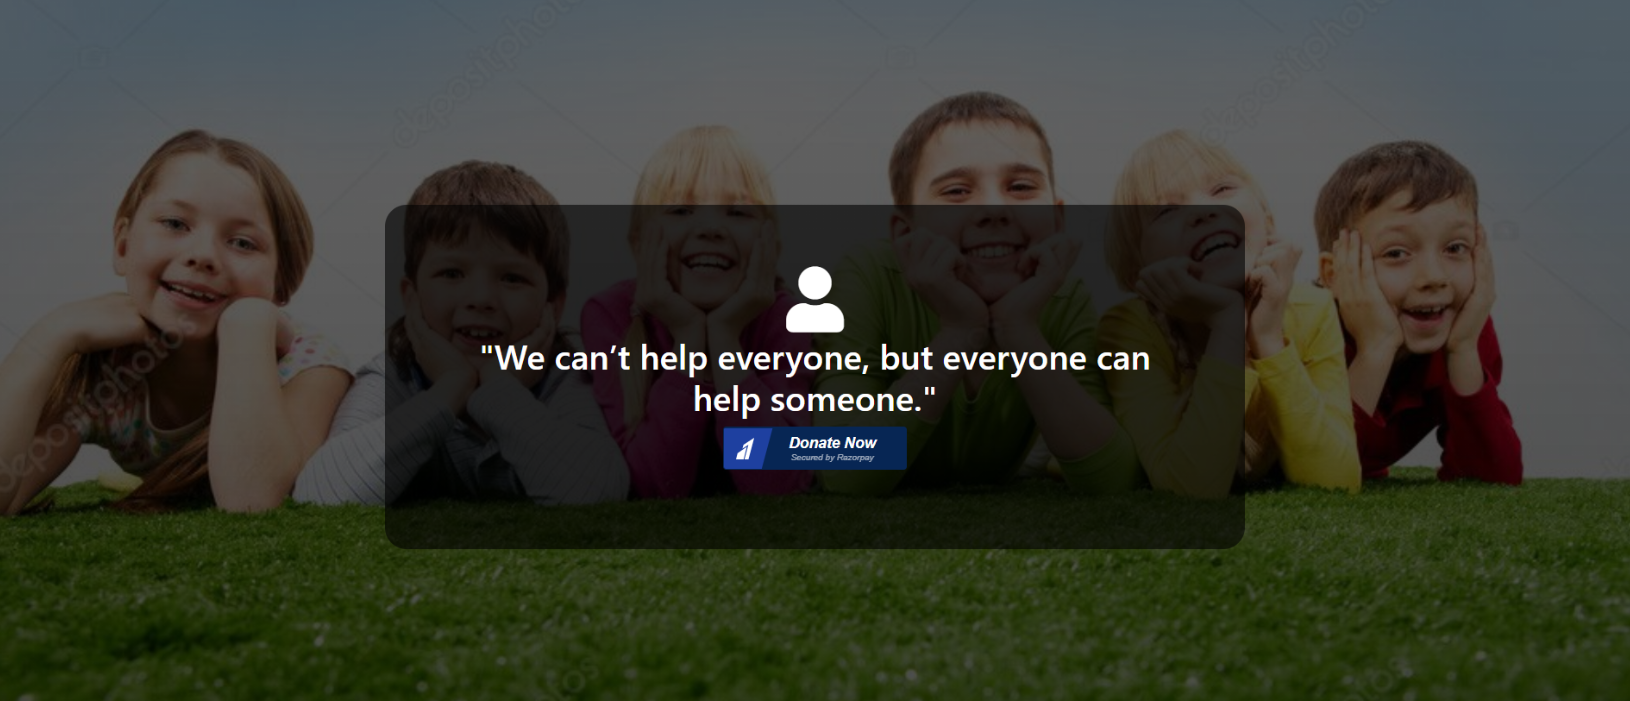 depositphotos
"We can’t help everyone, but everyone can
help someone."
Donate Now
Secured by Razorpay